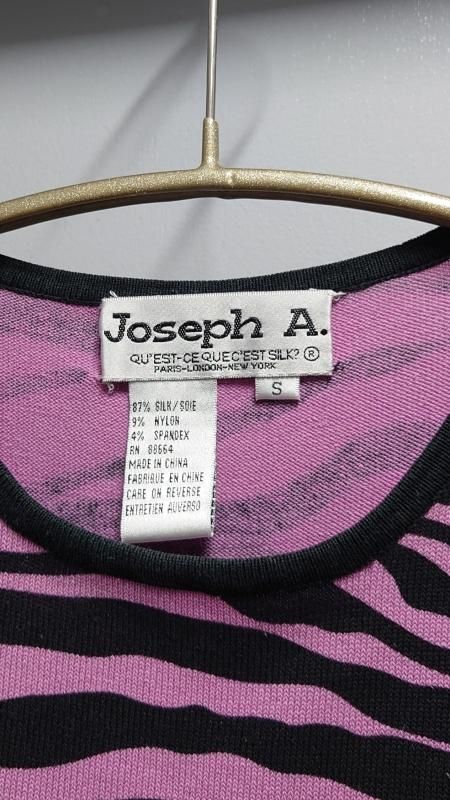 Joseph A.
QU'EST-CE QUE C'EST SILK? ®
PARIS-LONDON-NEW YORK
S
87% SILK/SOIE
9% NYLON
4% SPANDEX
RN 88664
MADE IN CHINA
FABRIQUE EN CHINE
CARE ON REVERSE
ENTRETIEN AUVERSO